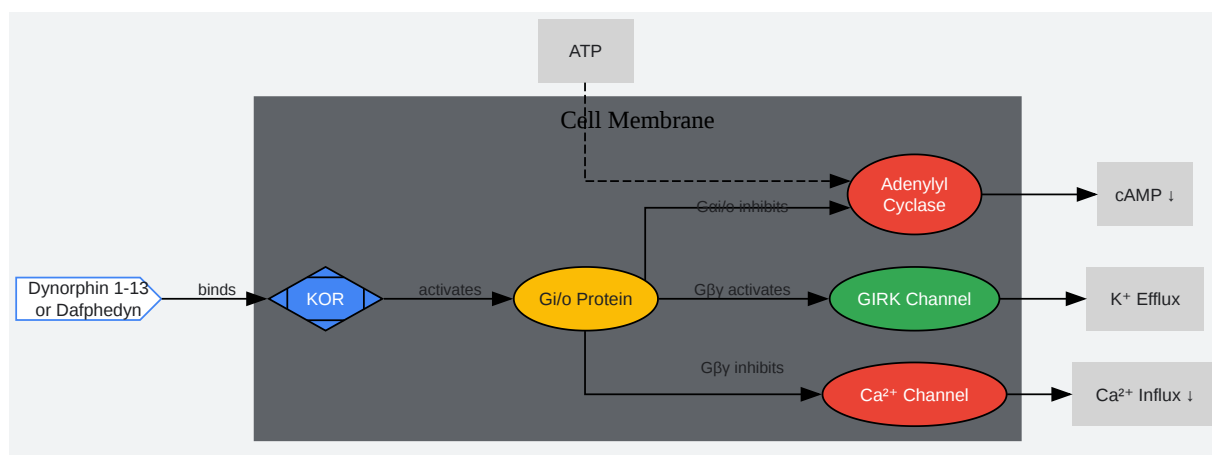 ATP
Cell Membrane
Adenylyl
Cyclase
cAMP ↓
Gαi/o inhibits
Dynorphin 1-13
or Dafphedyn
binds
KOR
activates
Gi/o Protein
Gβγ activates
GIRK Channel
K⁺ Efflux
Gβγ inhibits
Ca²⁺ Channel
Ca²⁺ Influx ↓